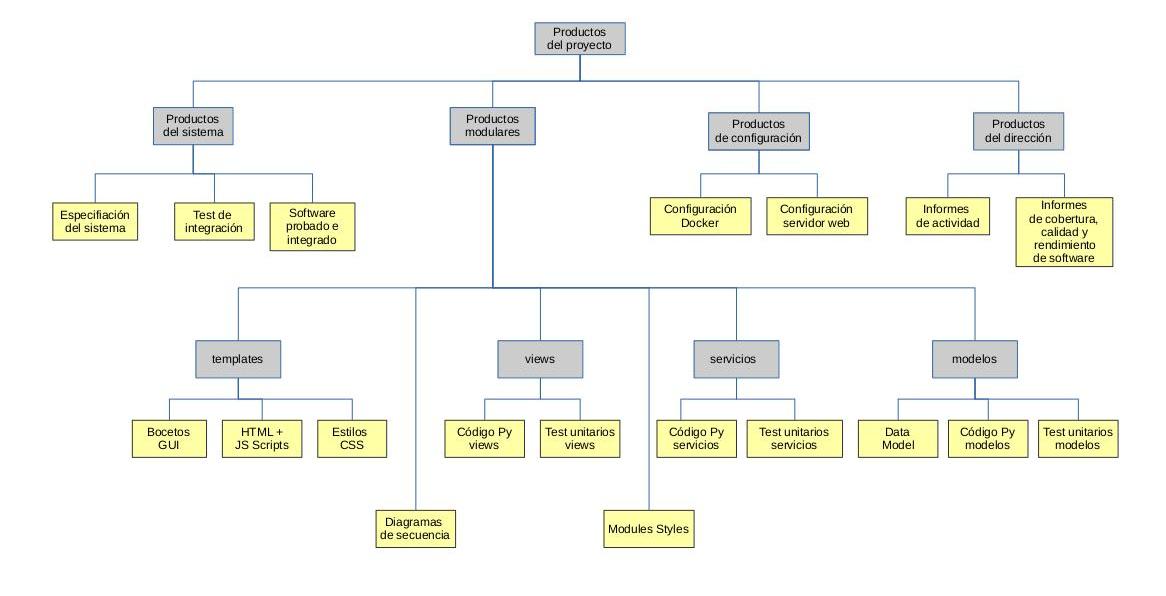 Productos
del proyecto
Productos
del sistema
Productos
modulares
Productos
de configuración
Productos
del dirección
Especifiación
del sistema
Test de
integración
Software
probado e
integrado
Configuración
Docker
Configuración
servidor web
Informes
de actividad
Informes
de cobertura,
calidad y
rendimiento
de software
templates
views
servicios
modelos
Bocetos
GUI
HTML +
JS Scripts
Estilos
CSS
Código Py
views
Test unitarios
views
Código Py
servicios
Test unitarios
servicios
Data
Model
Código Py
modelos
Test unitarios
modelos
Diagramas
de secuencia
Modules Styles